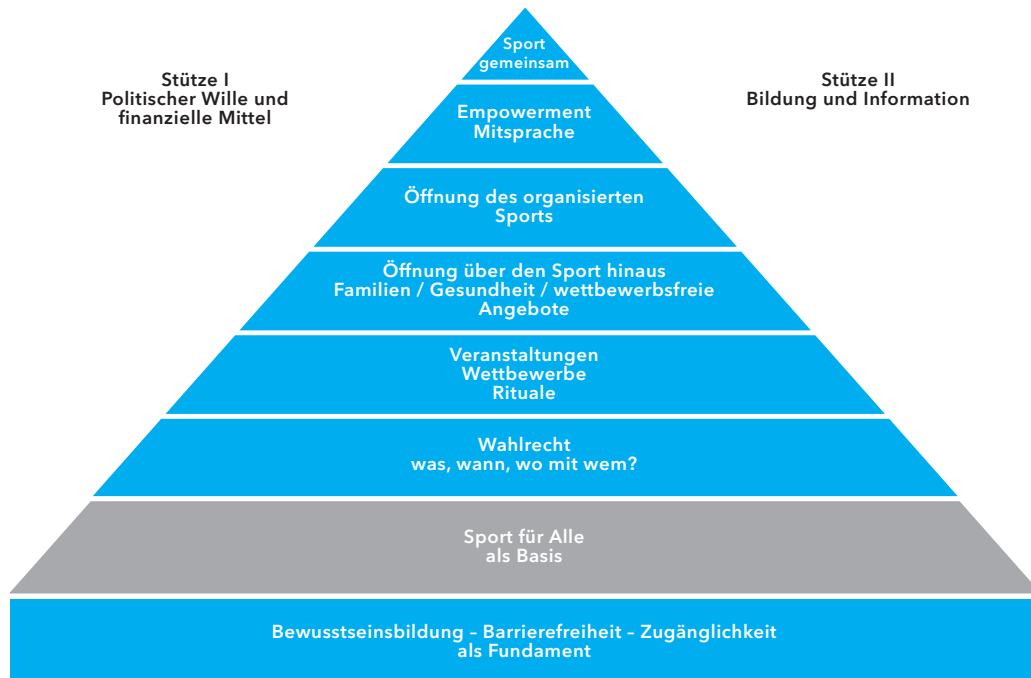 Sport
gemeinsam
Stütze I
Politischer Wille und
finanzielle Mittel
Stütze II
Bildung und Information
Empowerment
Mitsprache
Öffnung des organisierten
Sports
Öffnung über den Sport hinaus
Familien / Gesundheit / wettbewerbsfreie
Angebote
Veranstaltungen
Wettbewerbe
Rituale
Wahlrecht
was, wann, wo mit wem?
Sport für Alle
als Basis
Bewusstseinsbildung – Barrierefreiheit – Zugänglichkeit
als Fundament